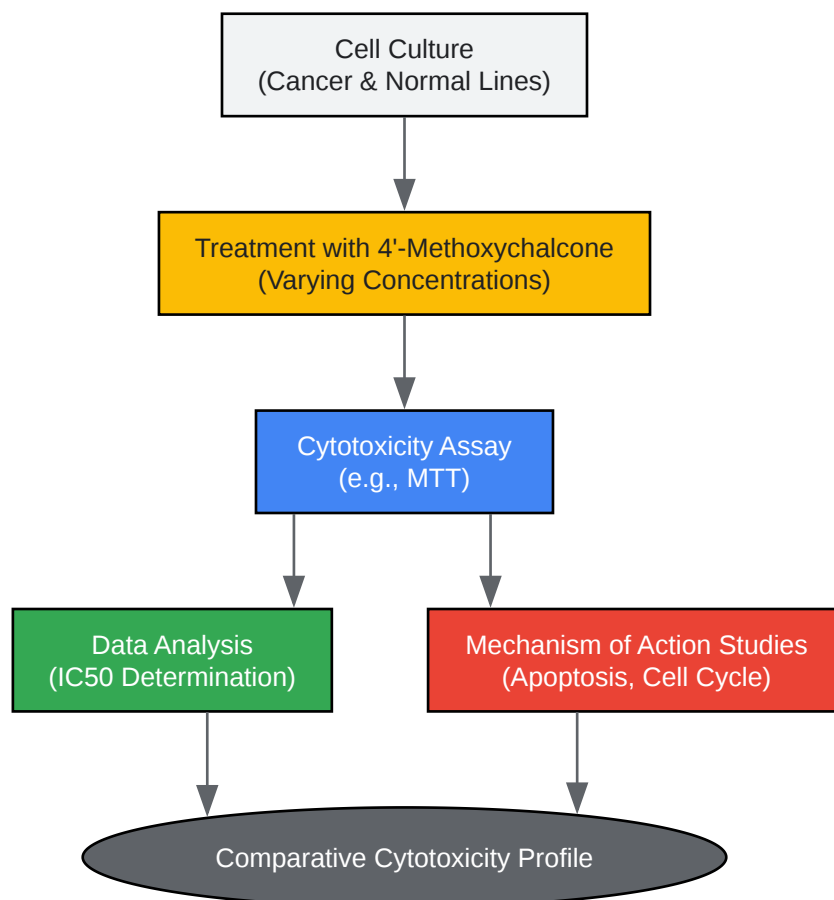 Cell Culture
(Cancer & Normal Lines)
Treatment with 4'-Methoxychalcone
(Varying Concentrations)
Cytotoxicity Assay
(e.g., MTT)
Data Analysis
(IC50 Determination)
Mechanism of Action Studies
(Apoptosis, Cell Cycle)
Comparative Cytotoxicity Profile